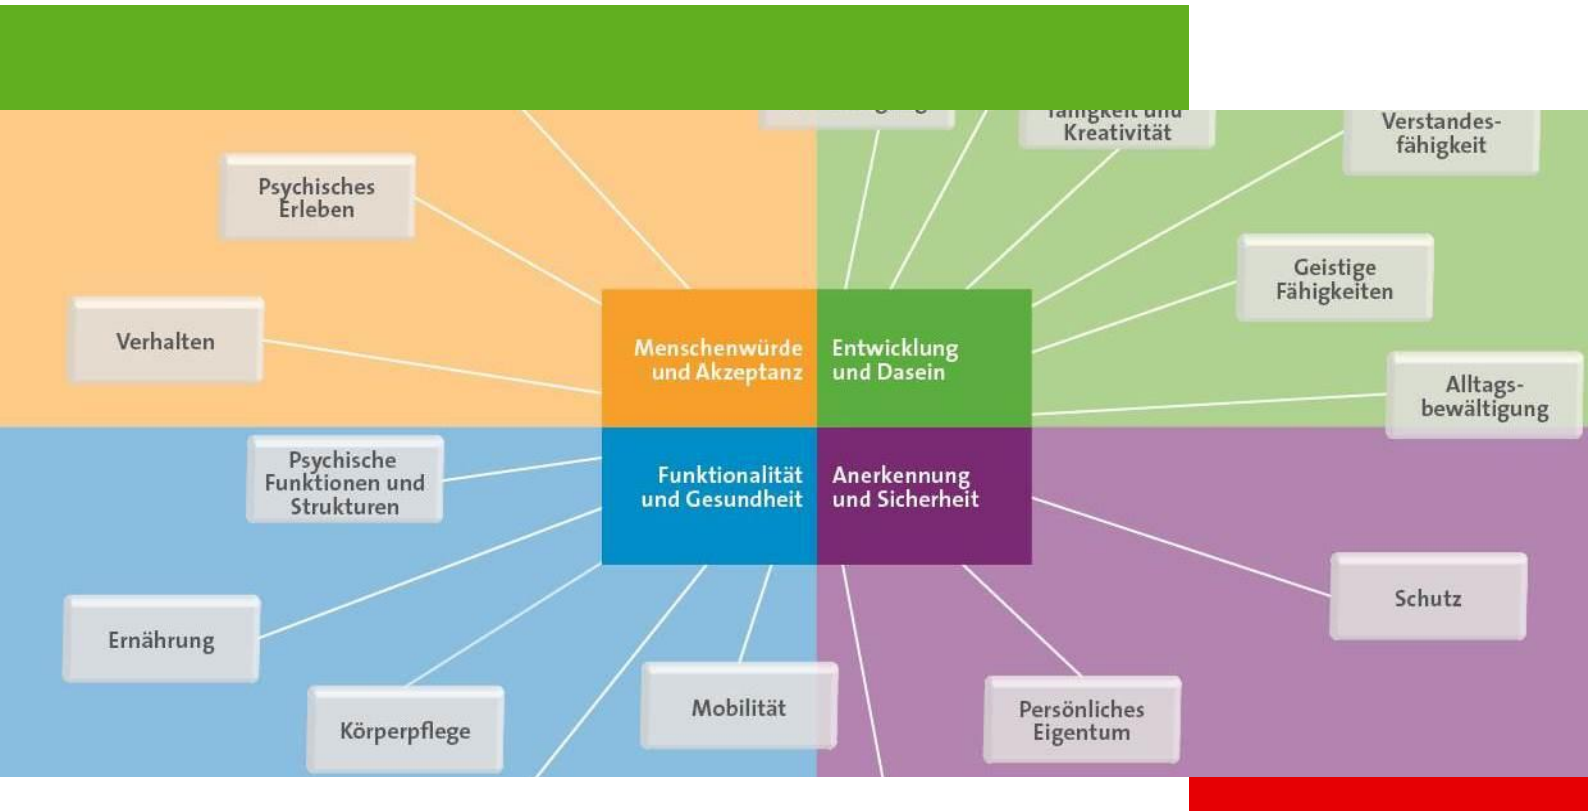 Kreativität
Verstandes-
fähigkeit
Psychisches
Erleben
Geistige
Fähigkeiten
Verhalten
Menschenwürde
und Akzeptanz
Entwicklung
und Dasein
Alltags-
bewältigung
Psychische
Funktionen und
Strukturen
Funktionalität
und Gesundheit
Anerkennung
und Sicherheit
Schutz
Ernährung
Körperpflege
Mobilität
Persönliches
Eigentum